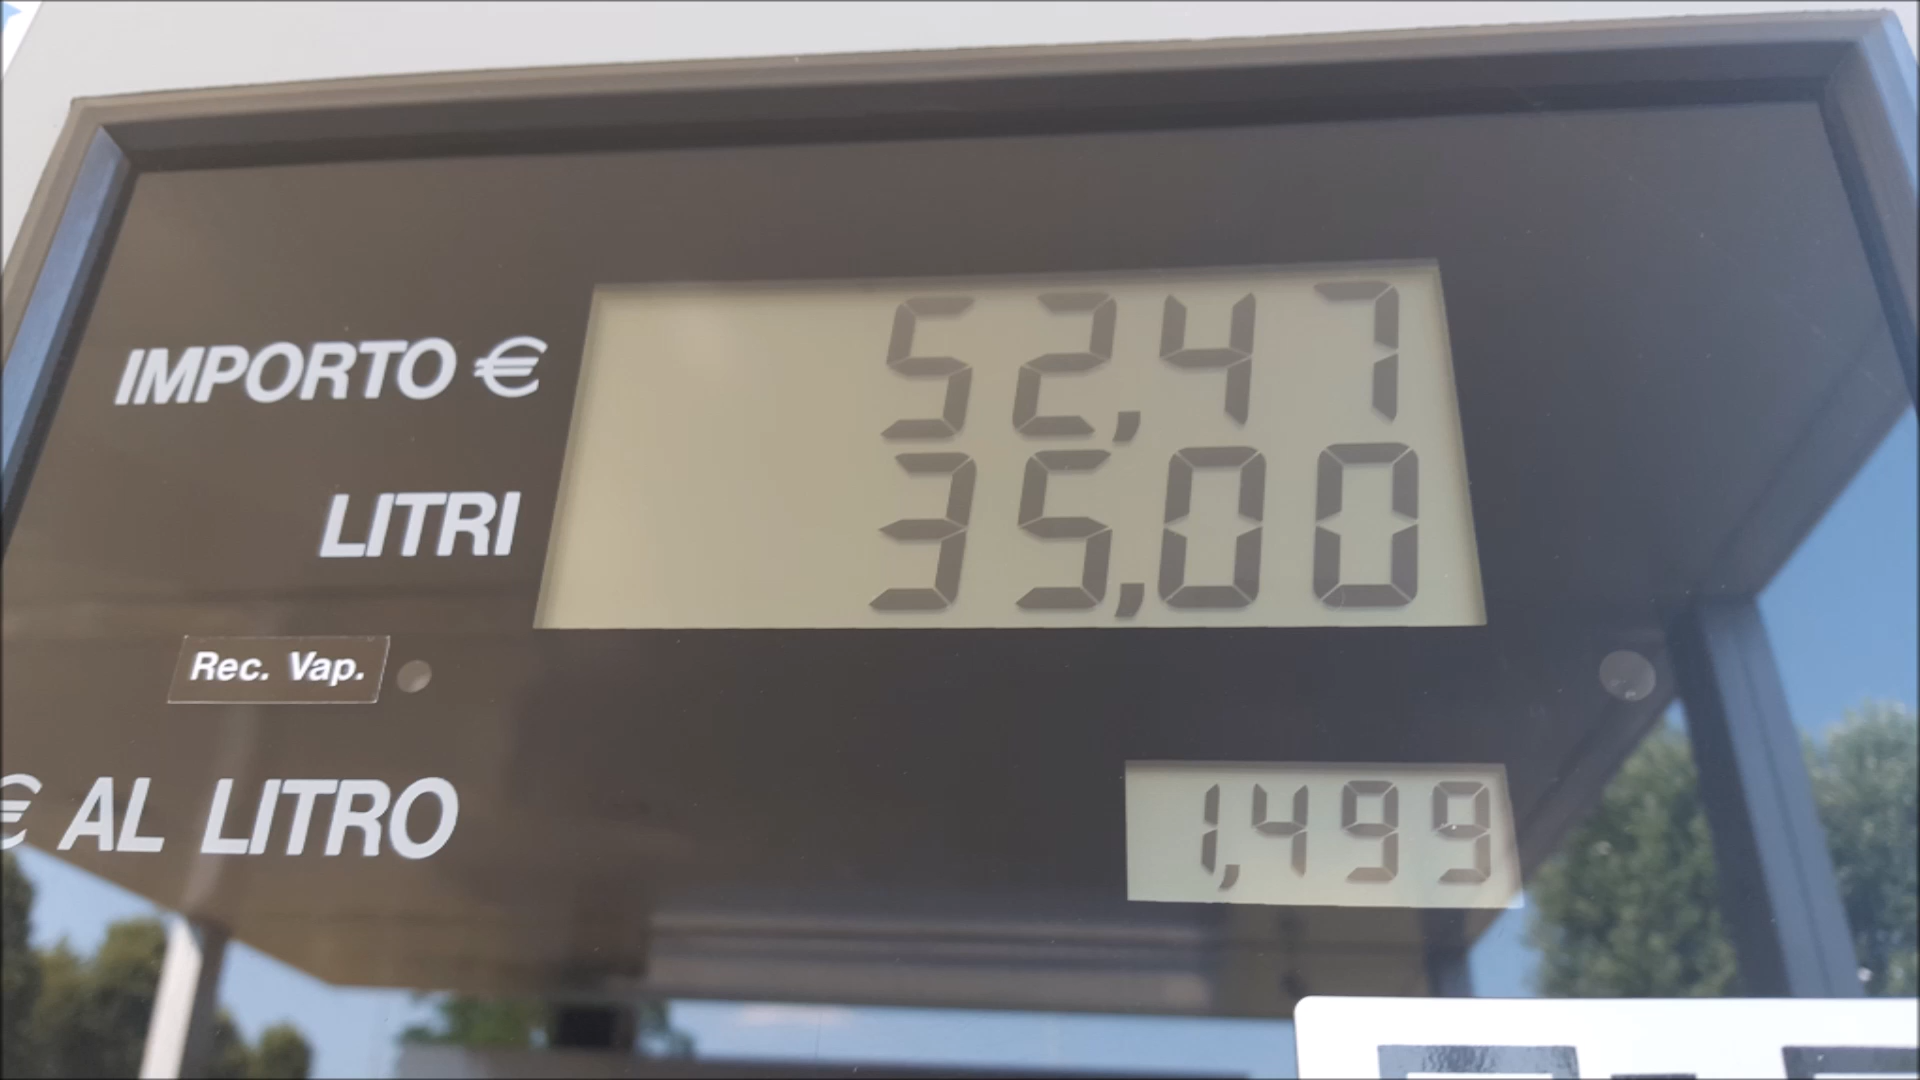 IMPORTO € 52,47
LITRI 35,00
Rec. Vap.
€ AL LITRO 1,499